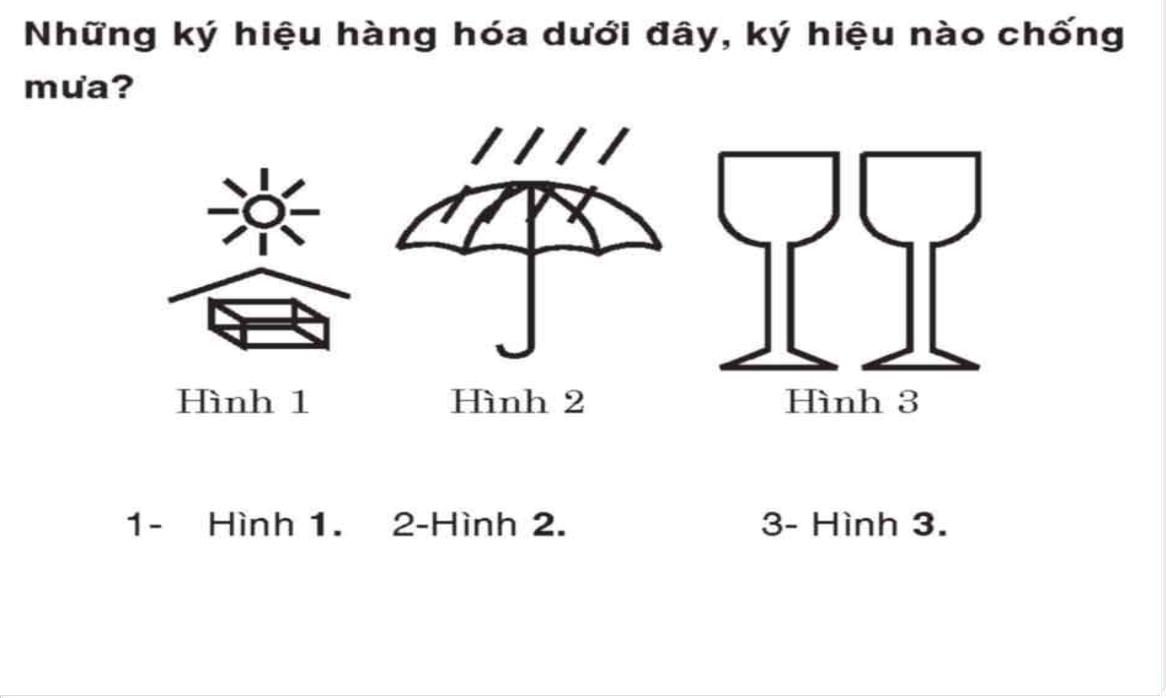 Những ký hiệu hàng hóa dưới đây, ký hiệu nào chống
mưa?
Hình 1 Hình 2 Hình 3
1- Hình 1. 2-Hình 2. 3- Hình 3.